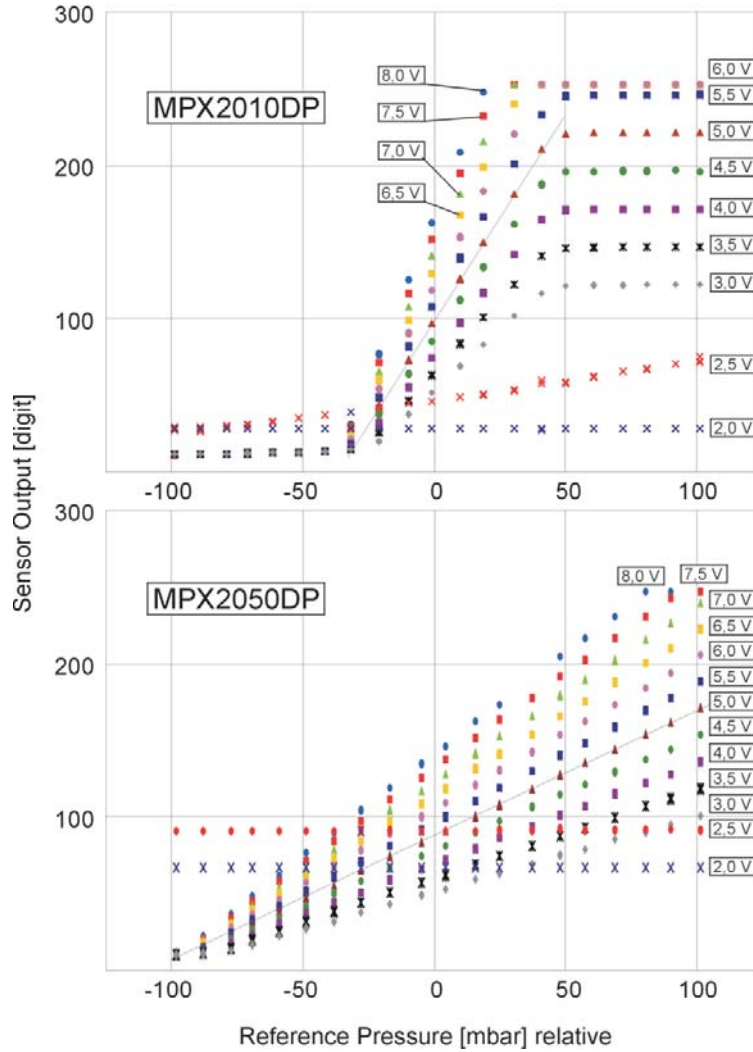 300
8,0 V
6,0 V
5,5 V
MPX2010DP
7,5 V
5,0 V
200
7,0 V
4,5 V
6,5 V
4,0 V
3,5 V
3,0 V
100
2,5 V
2,0 V
-100
-50
0
50
100
Sensor Output [digit]
300
8,0 V
7,5 V
MPX2050DP
7,0 V
6,5 V
6,0 V
200
5,5 V
5,0 V
4,5 V
4,0 V
3,5 V
100
3,0 V
2,5 V
2,0 V
-100
-50
0
50
100
Reference Pressure [mbar] relative